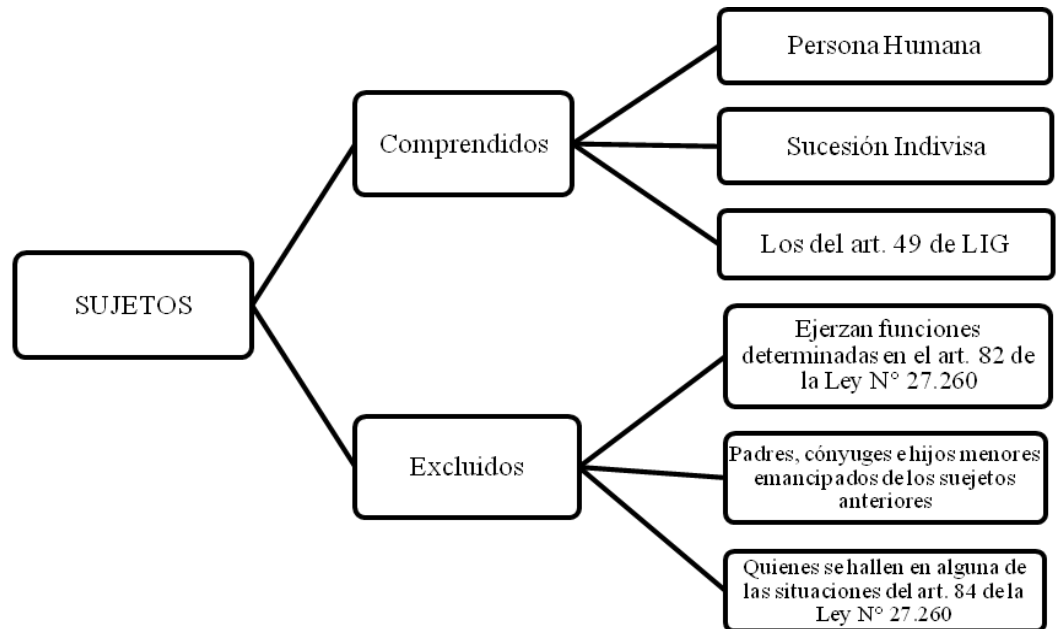 SUJETOS
Comprendidos
Persona Humana
Sucesión Indivisa
Los del art. 49 de LIG
Excluidos
Ejerzan funciones
determinadas en el art. 82 de
la Ley N° 27.260
Padres, cónyuges e hijos menores
emancipados de los suejetos
anteriores
Quienes se hallen en alguna de
las situaciones del art. 84 de la
Ley N° 27.260